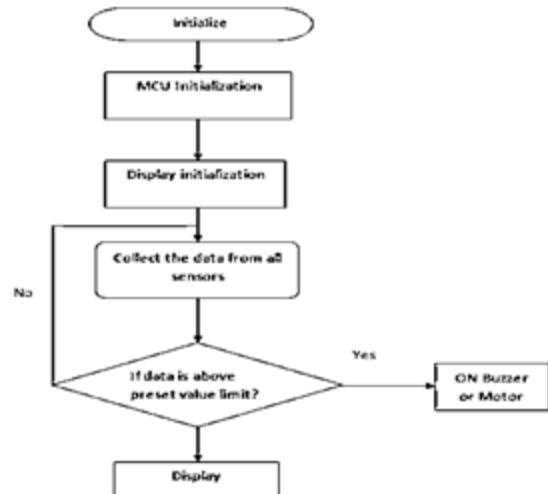 Initialize
MCU Initialization
Display initialization
Collect the data from all
sensors
No
Yes
If data is above
preset value limit?
ON Buzzer
or Motor
Display